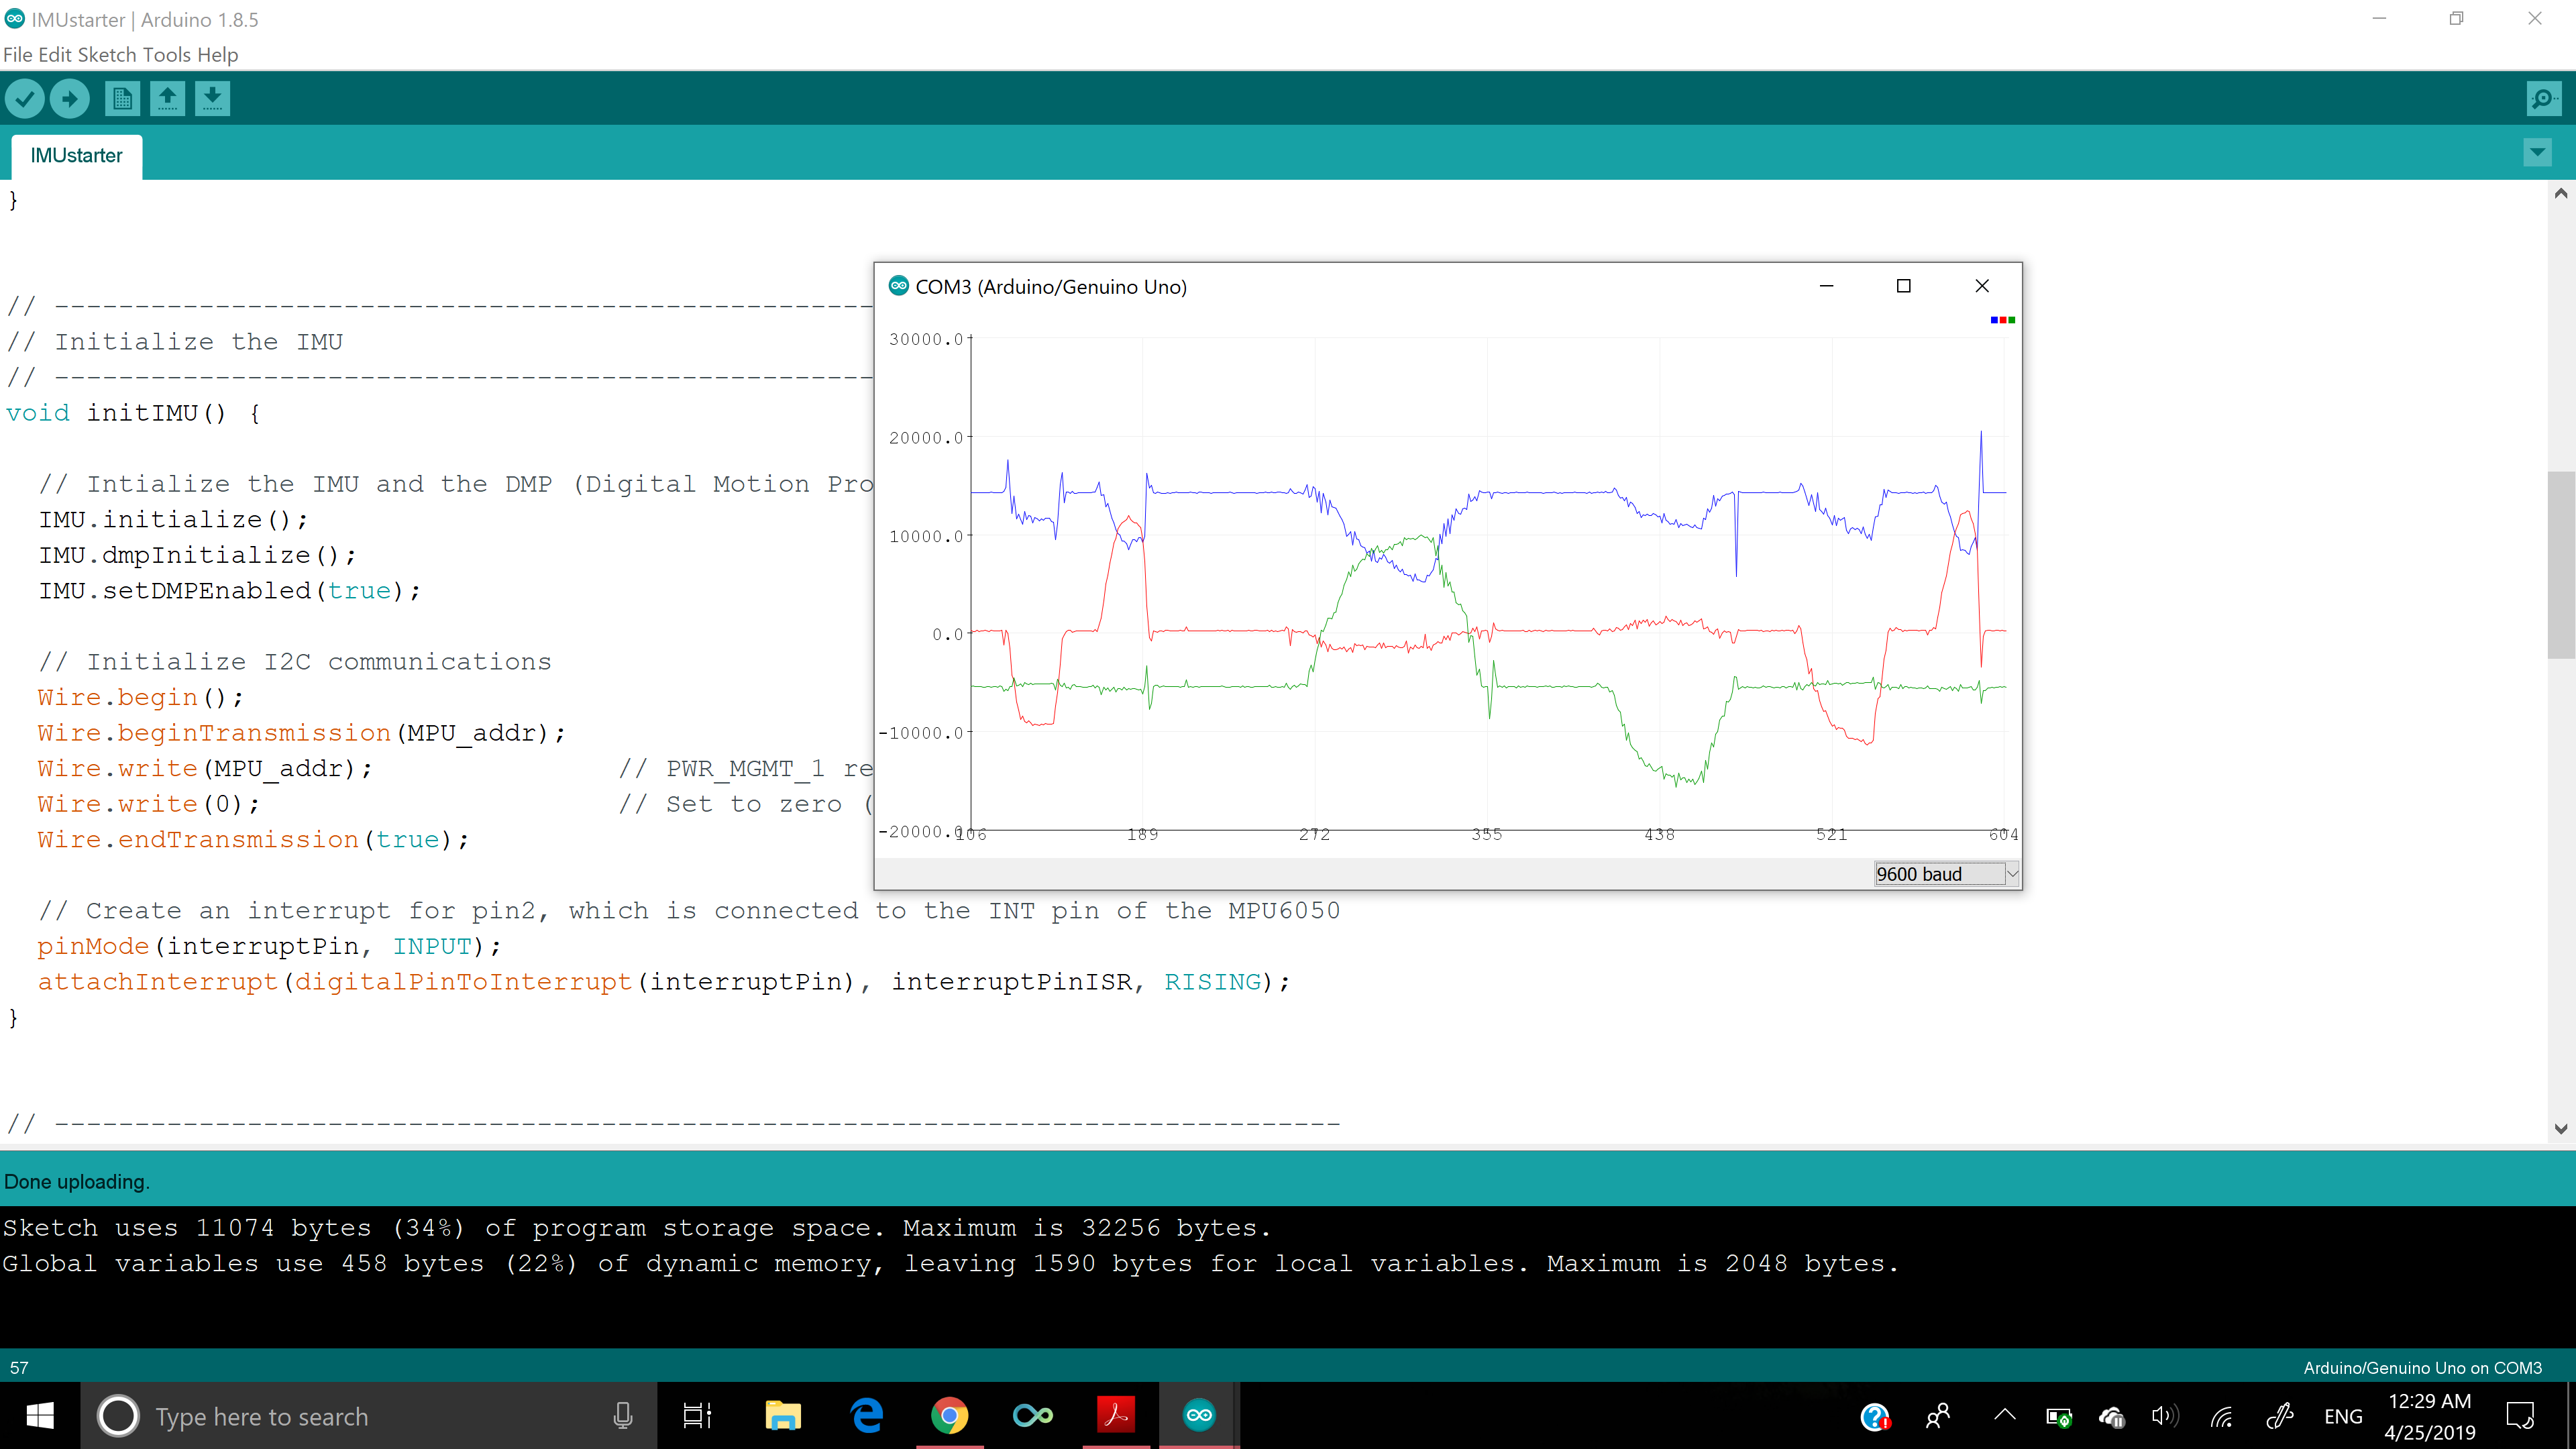 IMUstarter | Arduino 1.8.5
File Edit Sketch Tools Help
IMUstarter
}
// ---------------------------------------------------
// Initialize the IMU
// ---------------------------------------------------
void initIMU() {
// Intialize the IMU and the DMP (Digital Motion Pro
IMU.initialize();
IMU.dmpInitialize();
IMU.setDMPEnabled(true);
// Initialize I2C communications
Wire.begin();
Wire.beginTransmission(MPU_addr);
Wire.write(MPU_addr); // PWR_MGMT_1 re
Wire.write(0); // Set to zero (
Wire.endTransmission(true);
// Create an interrupt for pin2, which is connected to the INT pin of the MPU6050
pinMode(interruptPin, INPUT);
attachInterrupt(digitalPinToInterrupt(interruptPin), interruptPinISR, RISING);
}
// --------------------------------------------------------------------------------
COM3 (Arduino/Genuino Uno)
30000.0
20000.0
10000.0
0.0
-10000.0
-20000.0
106 189 272 355 438 521 604
9600 baud
Done uploading.
Sketch uses 11074 bytes (34%) of program storage space. Maximum is 32256 bytes.
Global variables use 458 bytes (22%) of dynamic memory, leaving 1590 bytes for local variables. Maximum is 2048 bytes.
57
Arduino/Genuino Uno on COM3
Type here to search
ENG
12:29 AM
4/25/2019